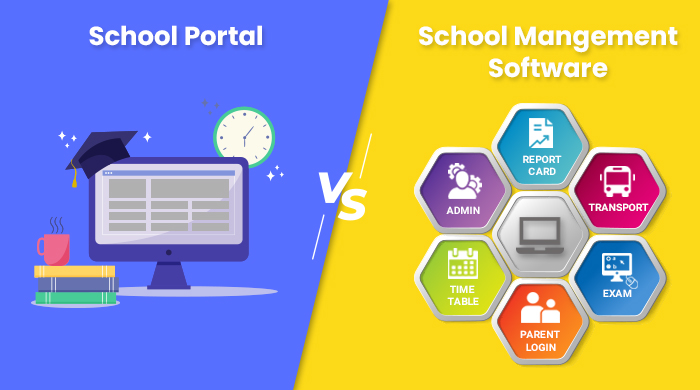 School Portal
School Mangement
Software
VS
REPORT
CARD
ADMIN
TRANSPORT
TIME
TABLE
EXAM
PARENT
LOGIN